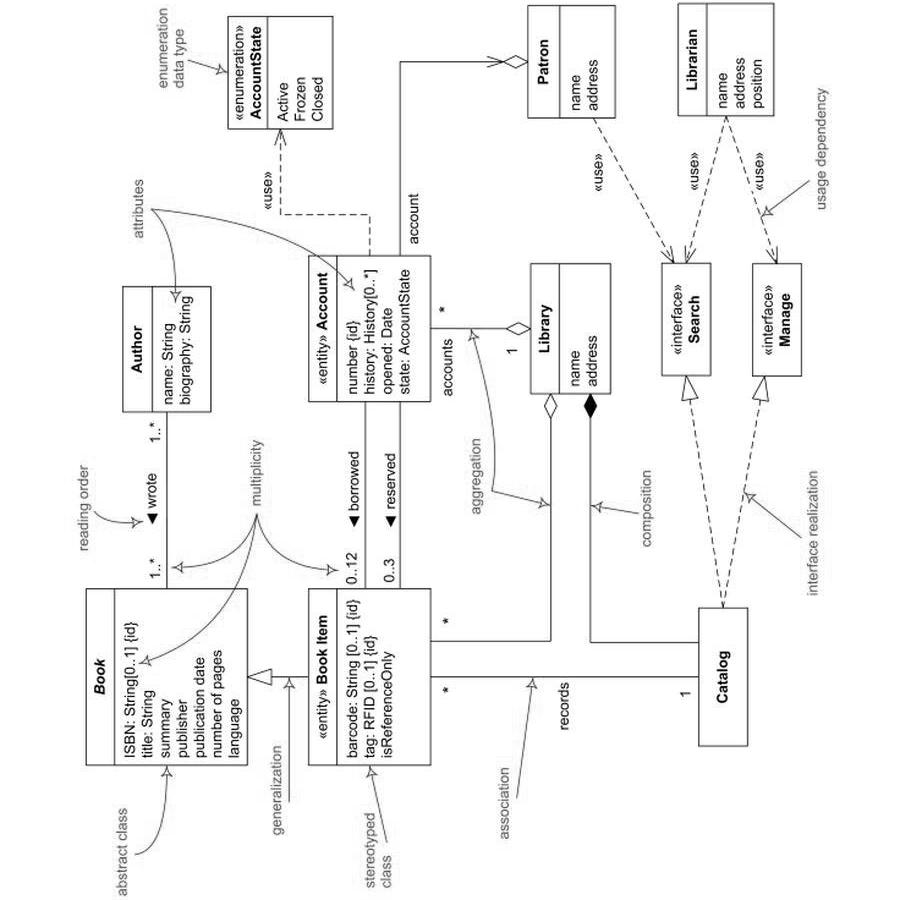 abstract class
Book
ISBN: String[0..1] {id}
title: String
summary
publisher
publication date
number of pages
language
reading order
1..*
◀ wrote
1..*
Author
name: String
biography: String
attributes
enumeration
data type
«enumeration»
AccountState
Active
Frozen
Closed
generalization
multiplicity
«use»
stereotyped
class
«entity» Book Item
barcode: String [0..1] {id}
tag: RFID [0..1] {id}
isReferenceOnly
0..12
◀ borrowed
0..3
◀ reserved
«entity» Account
number {id}
history: History[0..*]
opened: Date
state: AccountState
account
*
*
accounts
*
1
association
records
aggregation
Library
name
address
Patron
name
address
composition
«use»
1
Catalog
«interface»
Search
«use»
Librarian
name
address
position
«use»
«interface»
Manage
interface realization
usage dependency